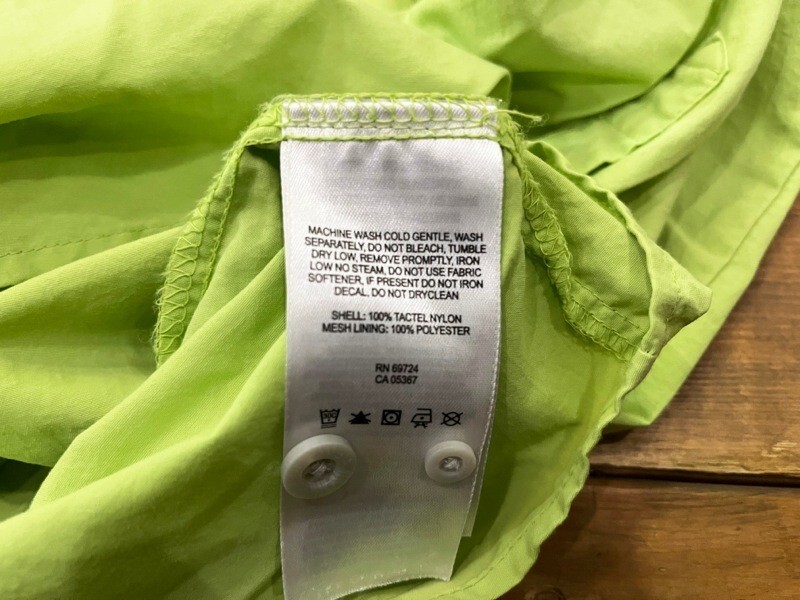 MACHINE WASH COLD GENTLE, WASH
SEPARATELY, DO NOT BLEACH, TUMBLE
DRY LOW, REMOVE PROMPTLY, IRON
LOW NO STEAM, DO NOT USE FABRIC
SOFTENER, IF PRESENT DO NOT IRON
DECAL, DO NOT DRYCLEAN
SHELL: 100% TACTEL NYLON
MESH LINING: 100% POLYESTER
RN 69724
CA 05367